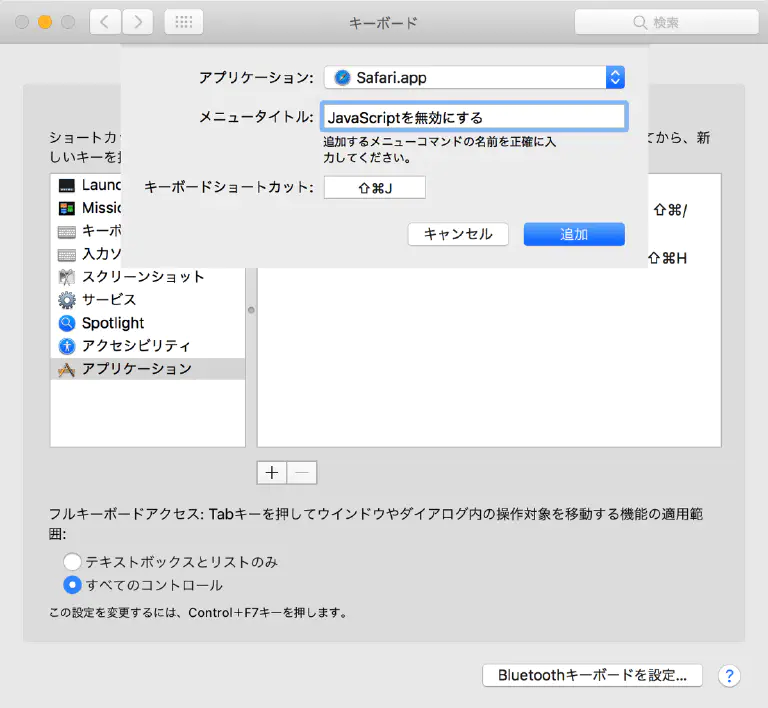 キーボード
検索
アプリケーション: Safari.app
メニュータイトル: JavaScriptを無効にする
追加するメニューコマンドの名前を正確に入
力してください。
キーボードショートカット: ⇧⌘J
キャンセル 追加
ショートカ てから、新
しいキーを
Laun
Missi
キーボ
入力ソ
スクリーンショット
サービス
Spotlight
アクセシビリティ
アプリケーション
⇧⌘/
⇧⌘H
フルキーボードアクセス: Tabキーを押してウインドウやダイアログ内の操作対象を移動する機能の適用範
囲:
テキストボックスとリストのみ
すべてのコントロール
この設定を変更するには、Control+F7キーを押します。
Bluetoothキーボードを設定...
?